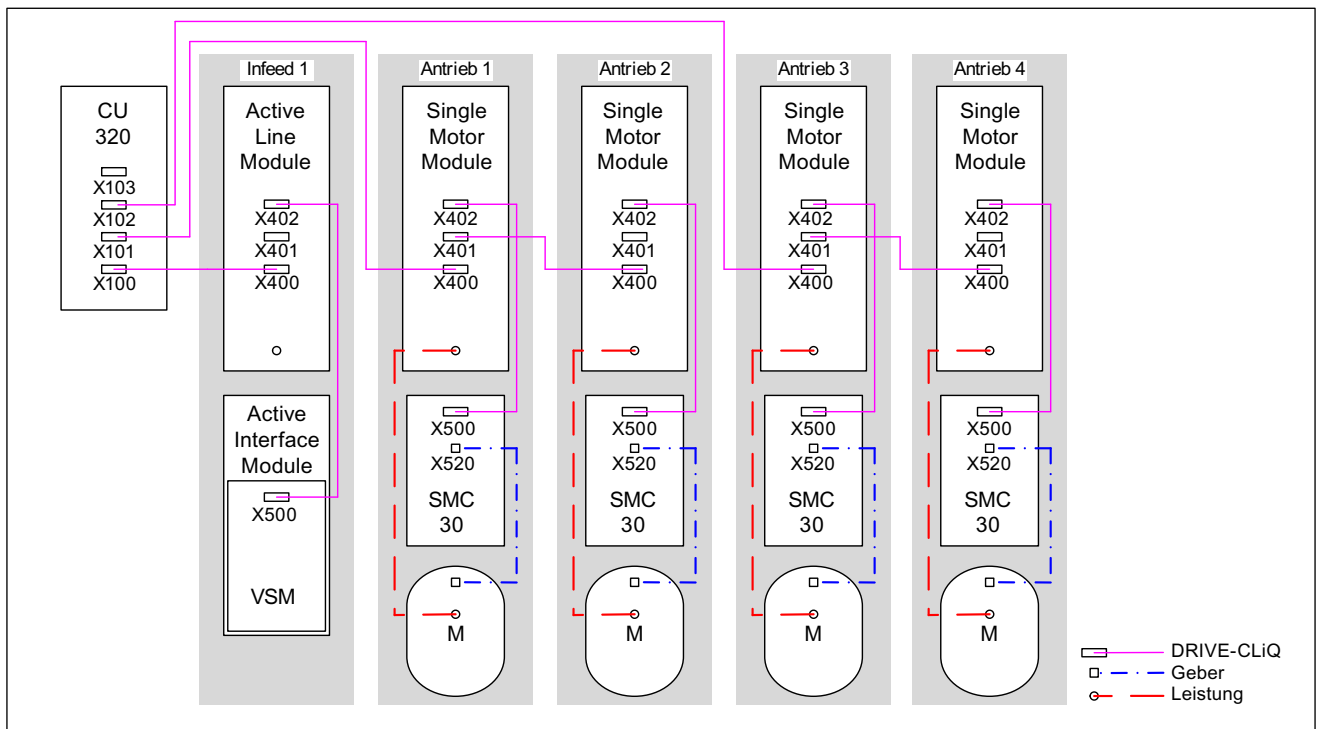 Infeed 1
Antrieb 1
Antrieb 2
Antrieb 3
Antrieb 4
CU
320
X103
X102
X101
X100
Active
Line
Module
X402
X401
X400
Single
Motor
Module
X402
X401
X400
Single
Motor
Module
X402
X401
X400
Single
Motor
Module
X402
X401
X400
Single
Motor
Module
X402
X401
X400
Active
Interface
Module
X500
VSM
X500
X520
SMC
30
M
X500
X520
SMC
30
M
X500
X520
SMC
30
M
X500
X520
SMC
30
M
DRIVE-CLiQ
Geber
Leistung